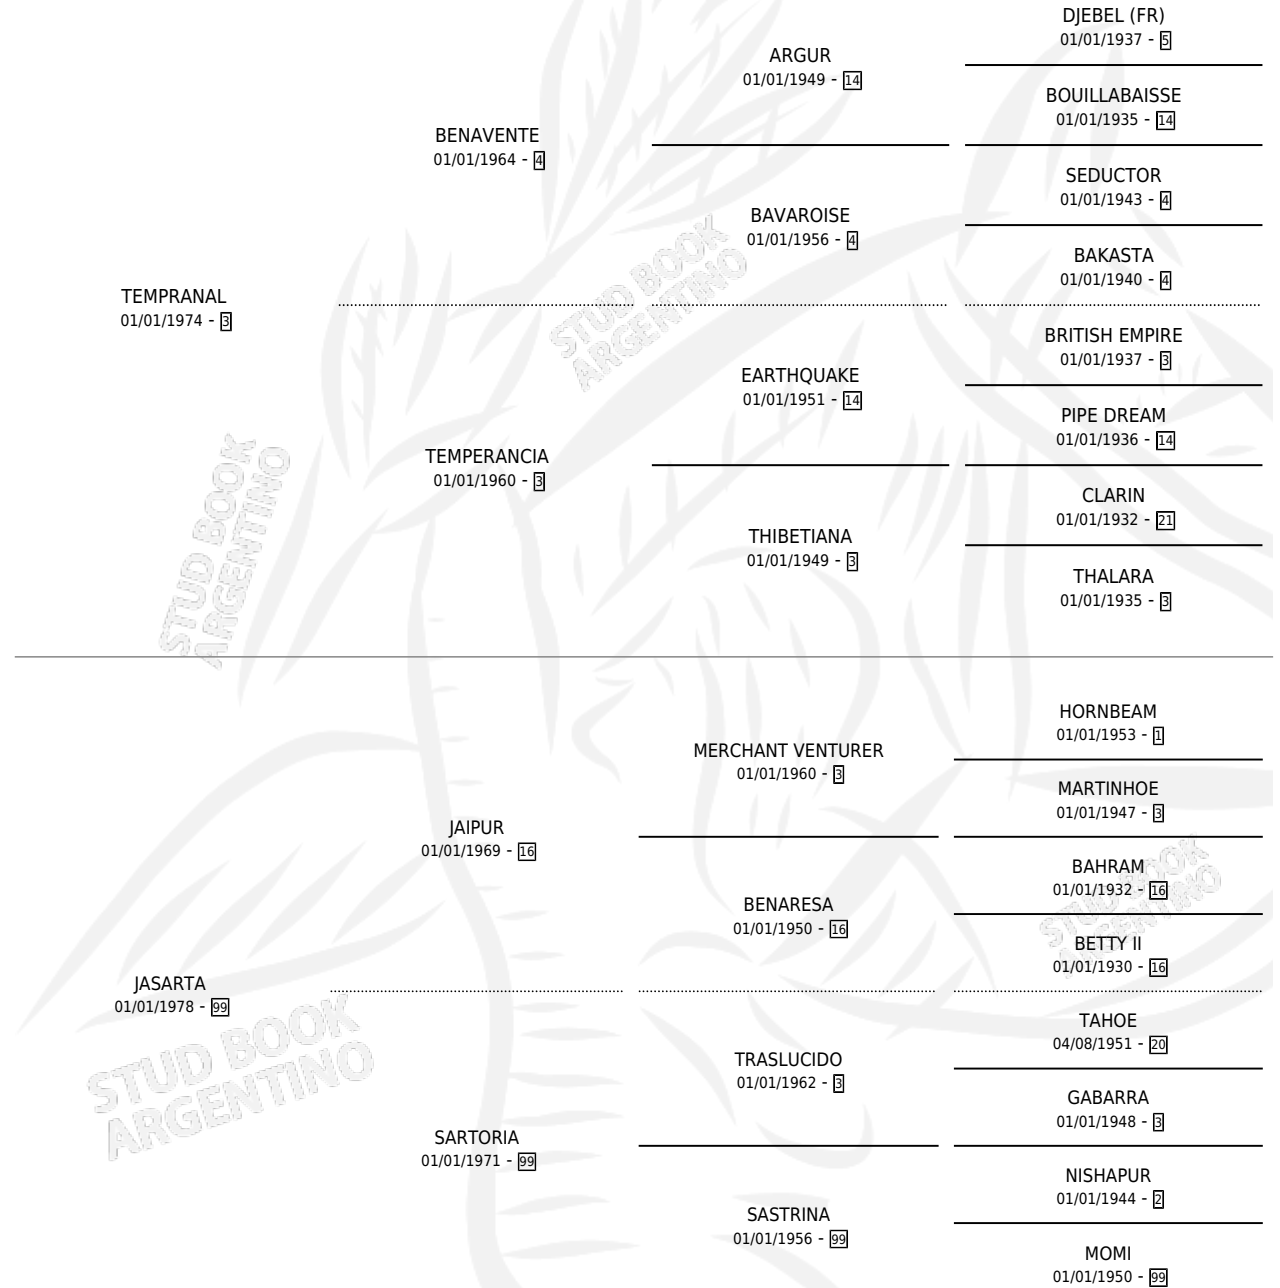 DJEBEL (FR)
01/01/1937 - 5
ARGUR
01/01/1949 - 14
BOUILLABAISSE
01/01/1935 - 14
BENAVENTE
01/01/1964 - 4
SEDUCTOR
01/01/1943 - 4
BAVAROISE
01/01/1956 - 4
BAKASTA
01/01/1940 - 4
TEMPRANAL
01/01/1974 - 3
BRITISH EMPIRE
01/01/1937 - 3
EARTHQUAKE
01/01/1951 - 14
PIPE DREAM
01/01/1936 - 14
TEMPERANCIA
01/01/1960 - 3
CLARIN
01/01/1932 - 21
THIBETIANA
01/01/1949 - 3
THALARA
01/01/1935 - 3
HORNBEAM
01/01/1953 - 1
MERCHANT VENTURER
01/01/1960 - 3
MARTINHOE
01/01/1947 - 3
JAIPUR
01/01/1969 - 16
BAHRAM
01/01/1932 - 16
BENARESA
01/01/1950 - 16
BETTY II
01/01/1930 - 16
JASARTA
01/01/1978 - 99
TAHOE
04/08/1951 - 20
TRASLUCIDO
01/01/1962 - 3
GABARRA
01/01/1948 - 3
SARTORIA
01/01/1971 - 99
NISHAPUR
01/01/1944 - 2
SASTRINA
01/01/1956 - 99
MOMI
01/01/1950 - 99
STUD BOOK
ARGENTINO
STUD BOOK
ARGENTINO
STUD BOOK
ARGENTINO
STUD BOOK
ARGENTINO